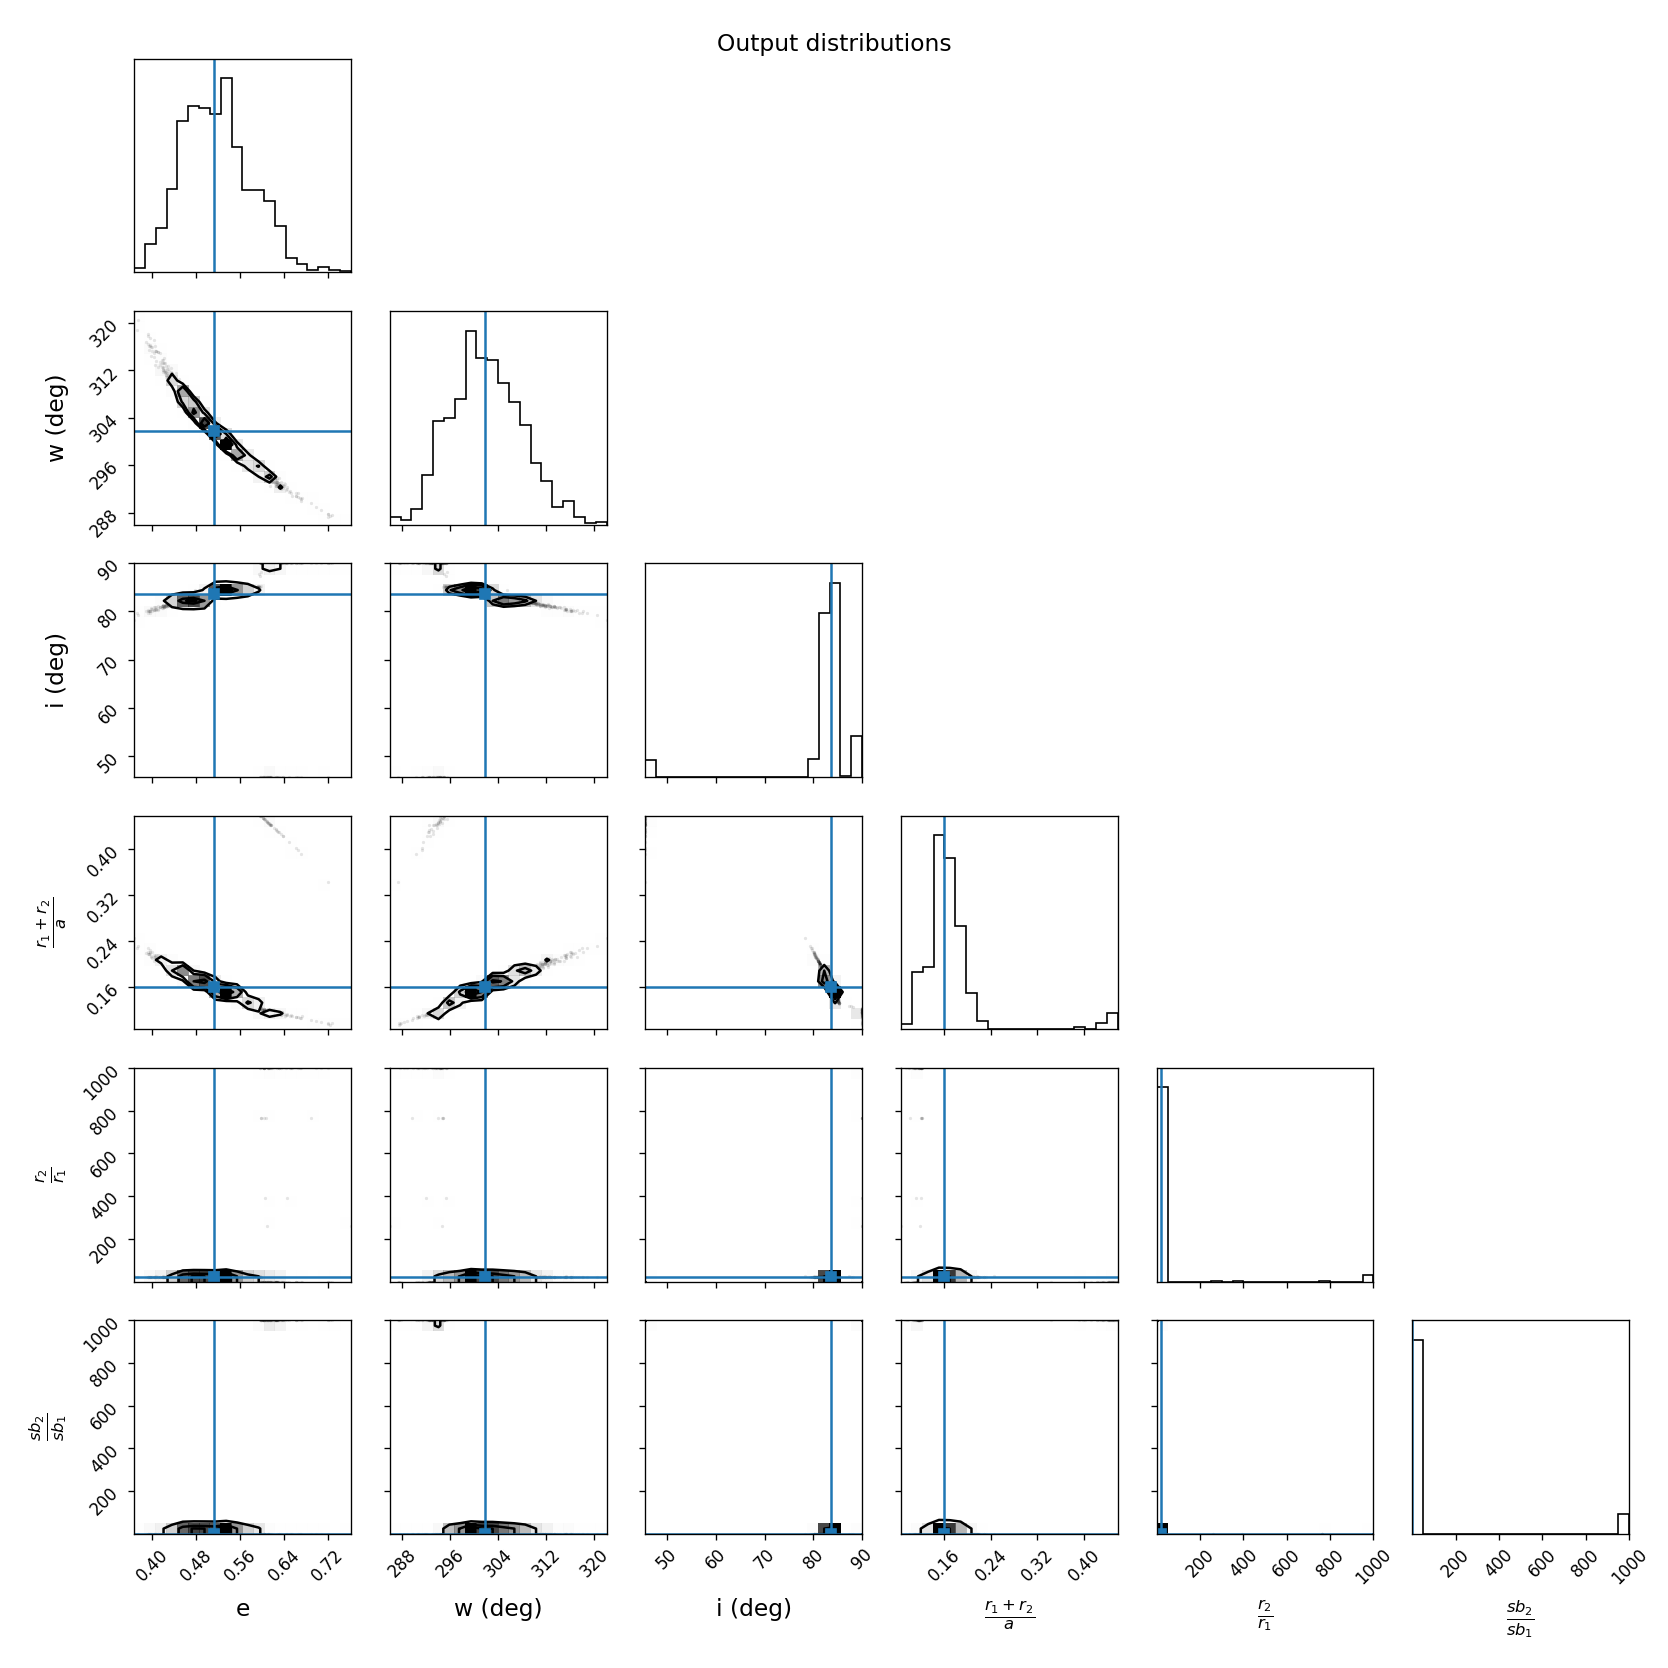 Output distributions
w (deg)
320
312
304
296
288
i (deg)
90
80
70
60
50
r₁ + r₂
a
0.40
0.32
0.24
0.16
r₂
r₁
1000
800
600
400
200
sb₂
sb₁
1000
800
600
400
200
0.40 0.48 0.56 0.64 0.72 288 296 304 312 320 50 60 70 80 90 0.16 0.24 0.32 0.40 200 400 600 800 1000 200 400 600 800 1000
e w (deg) i (deg) r₁ + r₂ r₂ sb₂
a r₁ sb₁